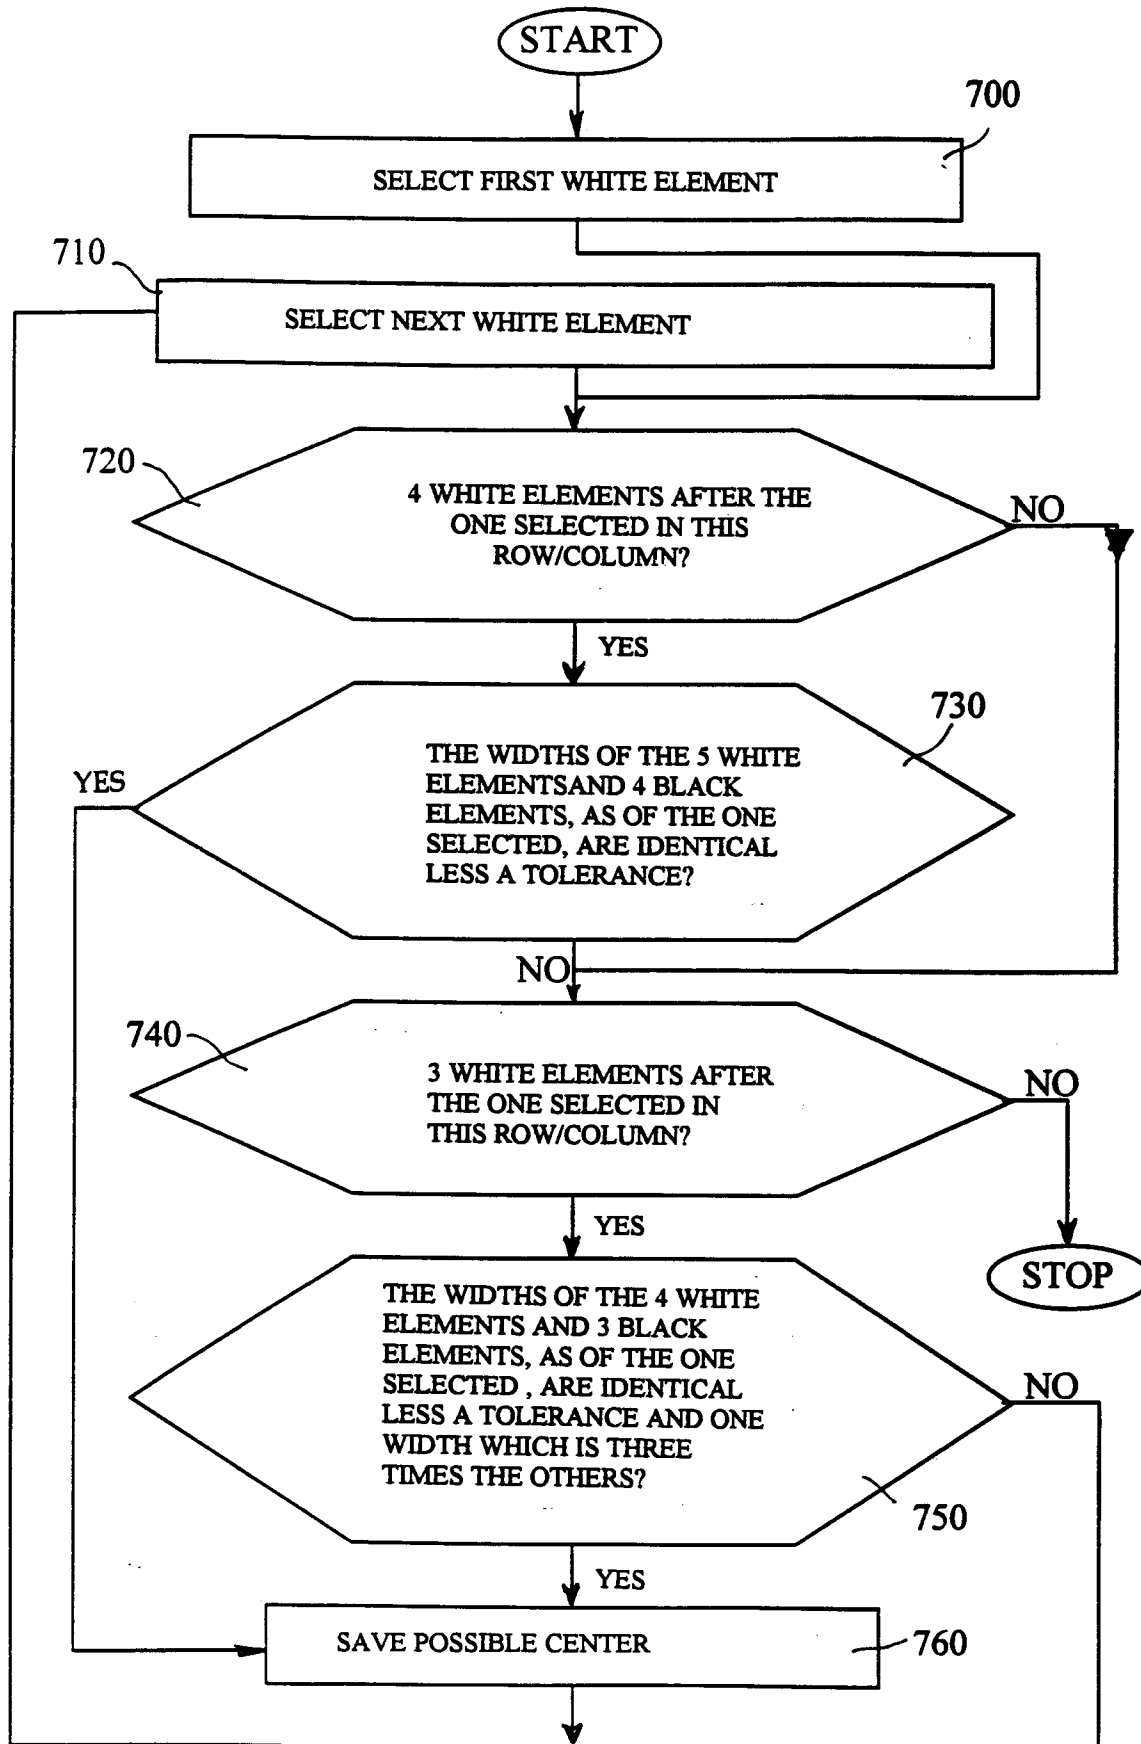 START
700
SELECT FIRST WHITE ELEMENT
710
SELECT NEXT WHITE ELEMENT
720
4 WHITE ELEMENTS AFTER THE
ONE SELECTED IN THIS
ROW/COLUMN?
NO
YES
730
THE WIDTHS OF THE 5 WHITE
ELEMENTSAND 4 BLACK
ELEMENTS, AS OF THE ONE
SELECTED, ARE IDENTICAL
LESS A TOLERANCE?
YES
NO
740
3 WHITE ELEMENTS AFTER
THE ONE SELECTED IN
THIS ROW/COLUMN?
NO
YES
STOP
THE WIDTHS OF THE 4 WHITE
ELEMENTS AND 3 BLACK
ELEMENTS, AS OF THE ONE
SELECTED , ARE IDENTICAL
LESS A TOLERANCE AND ONE
WIDTH WHICH IS THREE
TIMES THE OTHERS?
NO
750
YES
SAVE POSSIBLE CENTER
760